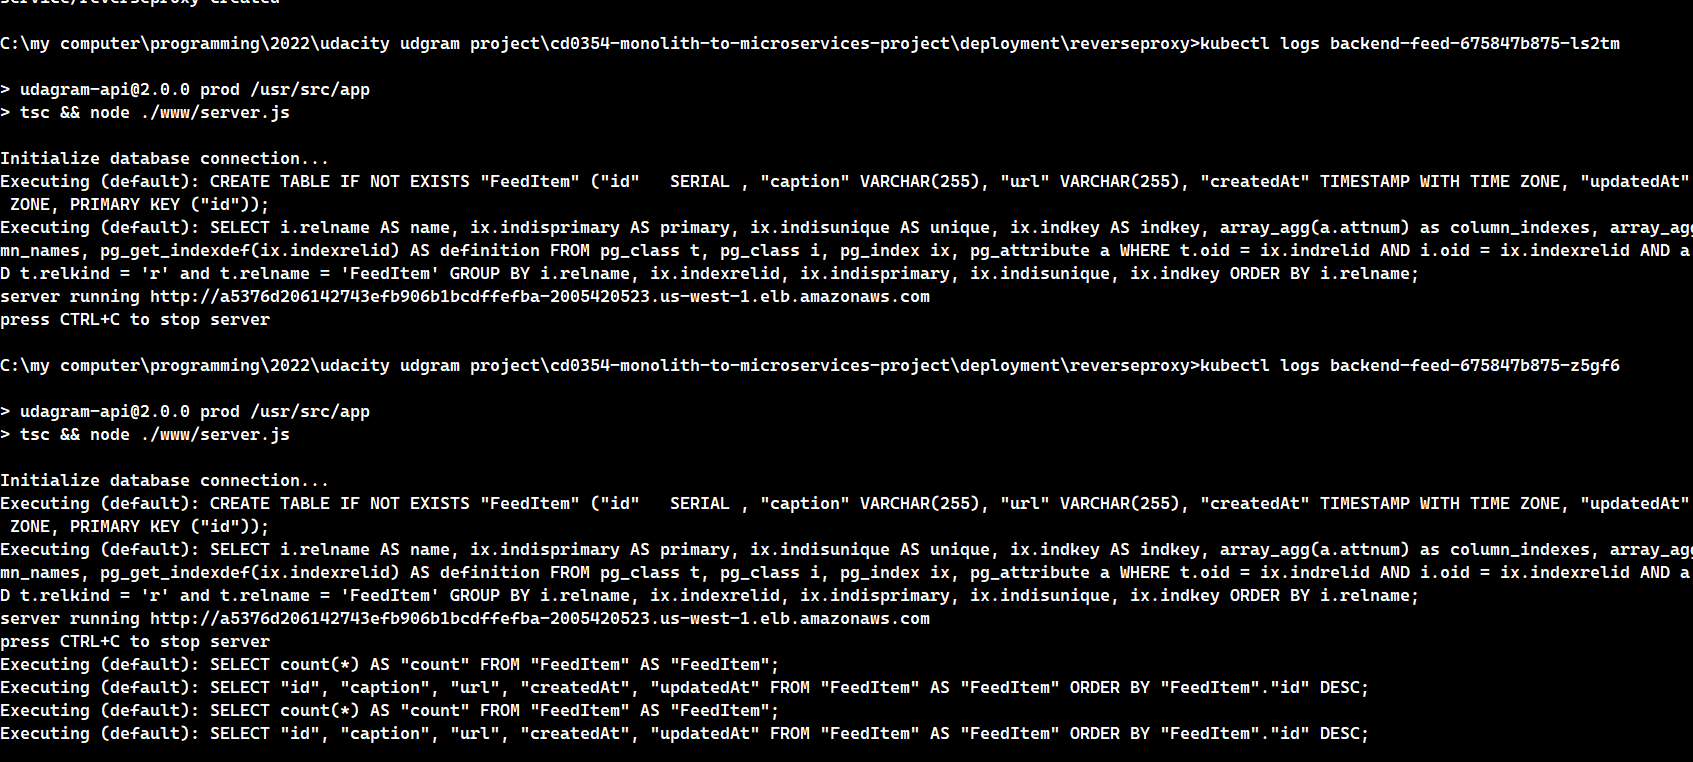 service/reverseproxy created
C:\my computer\programming\2022\udacity udgram project\cd0354-monolith-to-microservices-project\deployment\reverseproxy>kubectl logs backend-feed-675847b875-ls2tm
> udagram-api@2.0.0 prod /usr/src/app
> tsc && node ./www/server.js
Initialize database connection...
Executing (default): CREATE TABLE IF NOT EXISTS "FeedItem" ("id"   SERIAL , "caption" VARCHAR(255), "url" VARCHAR(255), "createdAt" TIMESTAMP WITH TIME ZONE, "updatedAt"
 ZONE, PRIMARY KEY ("id"));
Executing (default): SELECT i.relname AS name, ix.indisprimary AS primary, ix.indisunique AS unique, ix.indkey AS indkey, array_agg(a.attnum) as column_indexes, array_agg
mn_names, pg_get_indexdef(ix.indexrelid) AS definition FROM pg_class t, pg_class i, pg_index ix, pg_attribute a WHERE t.oid = ix.indrelid AND i.oid = ix.indexrelid AND a
D t.relkind = 'r' and t.relname = 'FeedItem' GROUP BY i.relname, ix.indexrelid, ix.indisprimary, ix.indisunique, ix.indkey ORDER BY i.relname;
server running http://a5376d206142743efb906b1bcdffefba-2005420523.us-west-1.elb.amazonaws.com
press CTRL+C to stop server
C:\my computer\programming\2022\udacity udgram project\cd0354-monolith-to-microservices-project\deployment\reverseproxy>kubectl logs backend-feed-675847b875-z5gf6
> udagram-api@2.0.0 prod /usr/src/app
> tsc && node ./www/server.js
Initialize database connection...
Executing (default): CREATE TABLE IF NOT EXISTS "FeedItem" ("id"   SERIAL , "caption" VARCHAR(255), "url" VARCHAR(255), "createdAt" TIMESTAMP WITH TIME ZONE, "updatedAt"
 ZONE, PRIMARY KEY ("id"));
Executing (default): SELECT i.relname AS name, ix.indisprimary AS primary, ix.indisunique AS unique, ix.indkey AS indkey, array_agg(a.attnum) as column_indexes, array_agg
mn_names, pg_get_indexdef(ix.indexrelid) AS definition FROM pg_class t, pg_class i, pg_index ix, pg_attribute a WHERE t.oid = ix.indrelid AND i.oid = ix.indexrelid AND a
D t.relkind = 'r' and t.relname = 'FeedItem' GROUP BY i.relname, ix.indexrelid, ix.indisprimary, ix.indisunique, ix.indkey ORDER BY i.relname;
server running http://a5376d206142743efb906b1bcdffefba-2005420523.us-west-1.elb.amazonaws.com
press CTRL+C to stop server
Executing (default): SELECT count(*) AS "count" FROM "FeedItem" AS "FeedItem";
Executing (default): SELECT "id", "caption", "url", "createdAt", "updatedAt" FROM "FeedItem" AS "FeedItem" ORDER BY "FeedItem"."id" DESC;
Executing (default): SELECT count(*) AS "count" FROM "FeedItem" AS "FeedItem";
Executing (default): SELECT "id", "caption", "url", "createdAt", "updatedAt" FROM "FeedItem" AS "FeedItem" ORDER BY "FeedItem"."id" DESC;